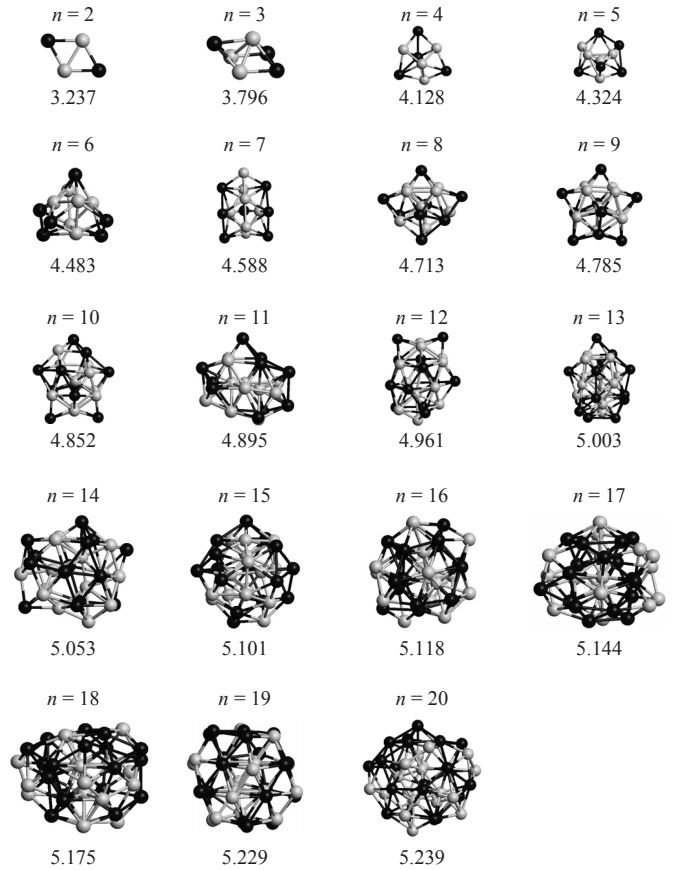 n = 2 n = 3 n = 4 n = 5
3.237 3.796 4.128 4.324
n = 6 n = 7 n = 8 n = 9
4.483 4.588 4.713 4.785
n = 10 n = 11 n = 12 n = 13
4.852 4.895 4.961 5.003
n = 14 n = 15 n = 16 n = 17
5.053 5.101 5.118 5.144
n = 18 n = 19 n = 20
5.175 5.229 5.239